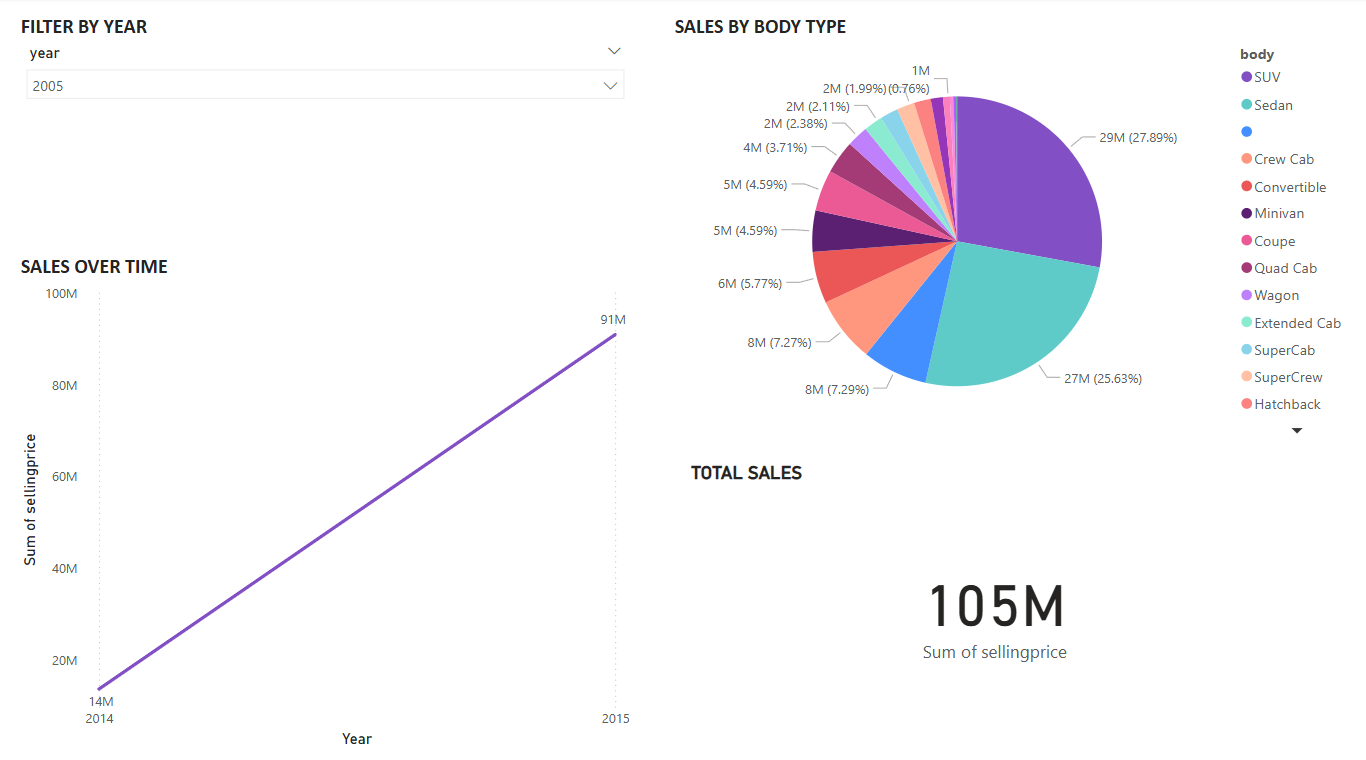 FILTER BY YEAR
year
2005
SALES OVER TIME
100M
80M
60M
40M
20M
Sum of sellingprice
91M
14M
2014
2015
Year
SALES BY BODY TYPE
1M
(0.76%)
2M (1.99%)
2M (2.11%)
2M (2.38%)
4M (3.71%)
5M (4.59%)
5M (4.59%)
6M (5.77%)
8M (7.27%)
8M (7.29%)
27M (25.63%)
29M (27.89%)
body
SUV
Sedan
Crew Cab
Convertible
Minivan
Coupe
Quad Cab
Wagon
Extended Cab
SuperCab
SuperCrew
Hatchback
TOTAL SALES
105M
Sum of sellingprice